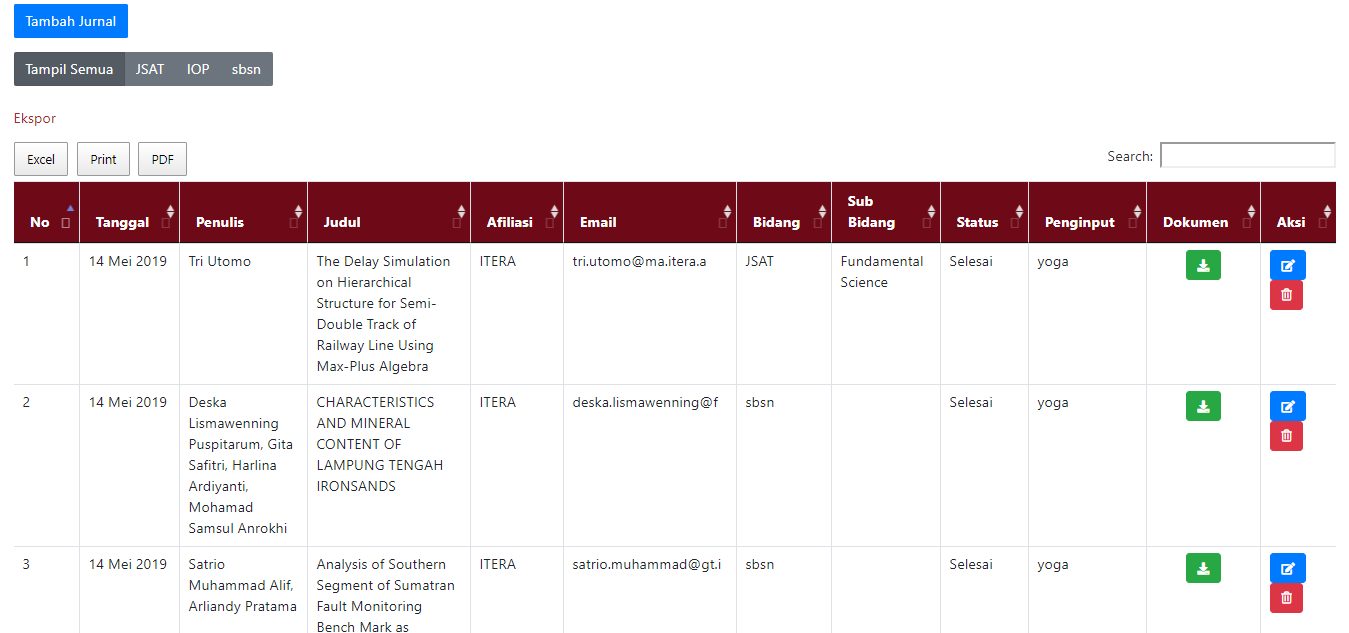 Tambah Jurnal
Tampil Semua JSAT IOP sbsn
Ekspor
Excel Print PDF Search:
No Tanggal Penulis Judul Afiliasi Email Bidang Sub Bidang Status Penginput Dokumen Aksi
1 14 Mei 2019 Tri Utomo The Delay Simulation ITERA tri.utomo@ma.itera.a JSAT Fundamental Selesai yoga
on Hierarchical Science
Structure for Semi-
Double Track of
Railway Line Using
Max-Plus Algebra
2 14 Mei 2019 Deska CHARACTERISTICS ITERA deska.lismawenning@f sbsn Selesai yoga
Lismawenning AND MINERAL
Puspitarum, Gita CONTENT OF
Safitri, Harlina LAMPUNG TENGAH
Ardiyanti, IRONSANDS
Mohamad
Samsul Anrokhi
3 14 Mei 2019 Satrio Analysis of Southern ITERA satrio.muhammad@gt.i sbsn Selesai yoga
Muhammad Alif, Segment of Sumatran
Arliandy Pratama Fault Monitoring
Bench Mark as